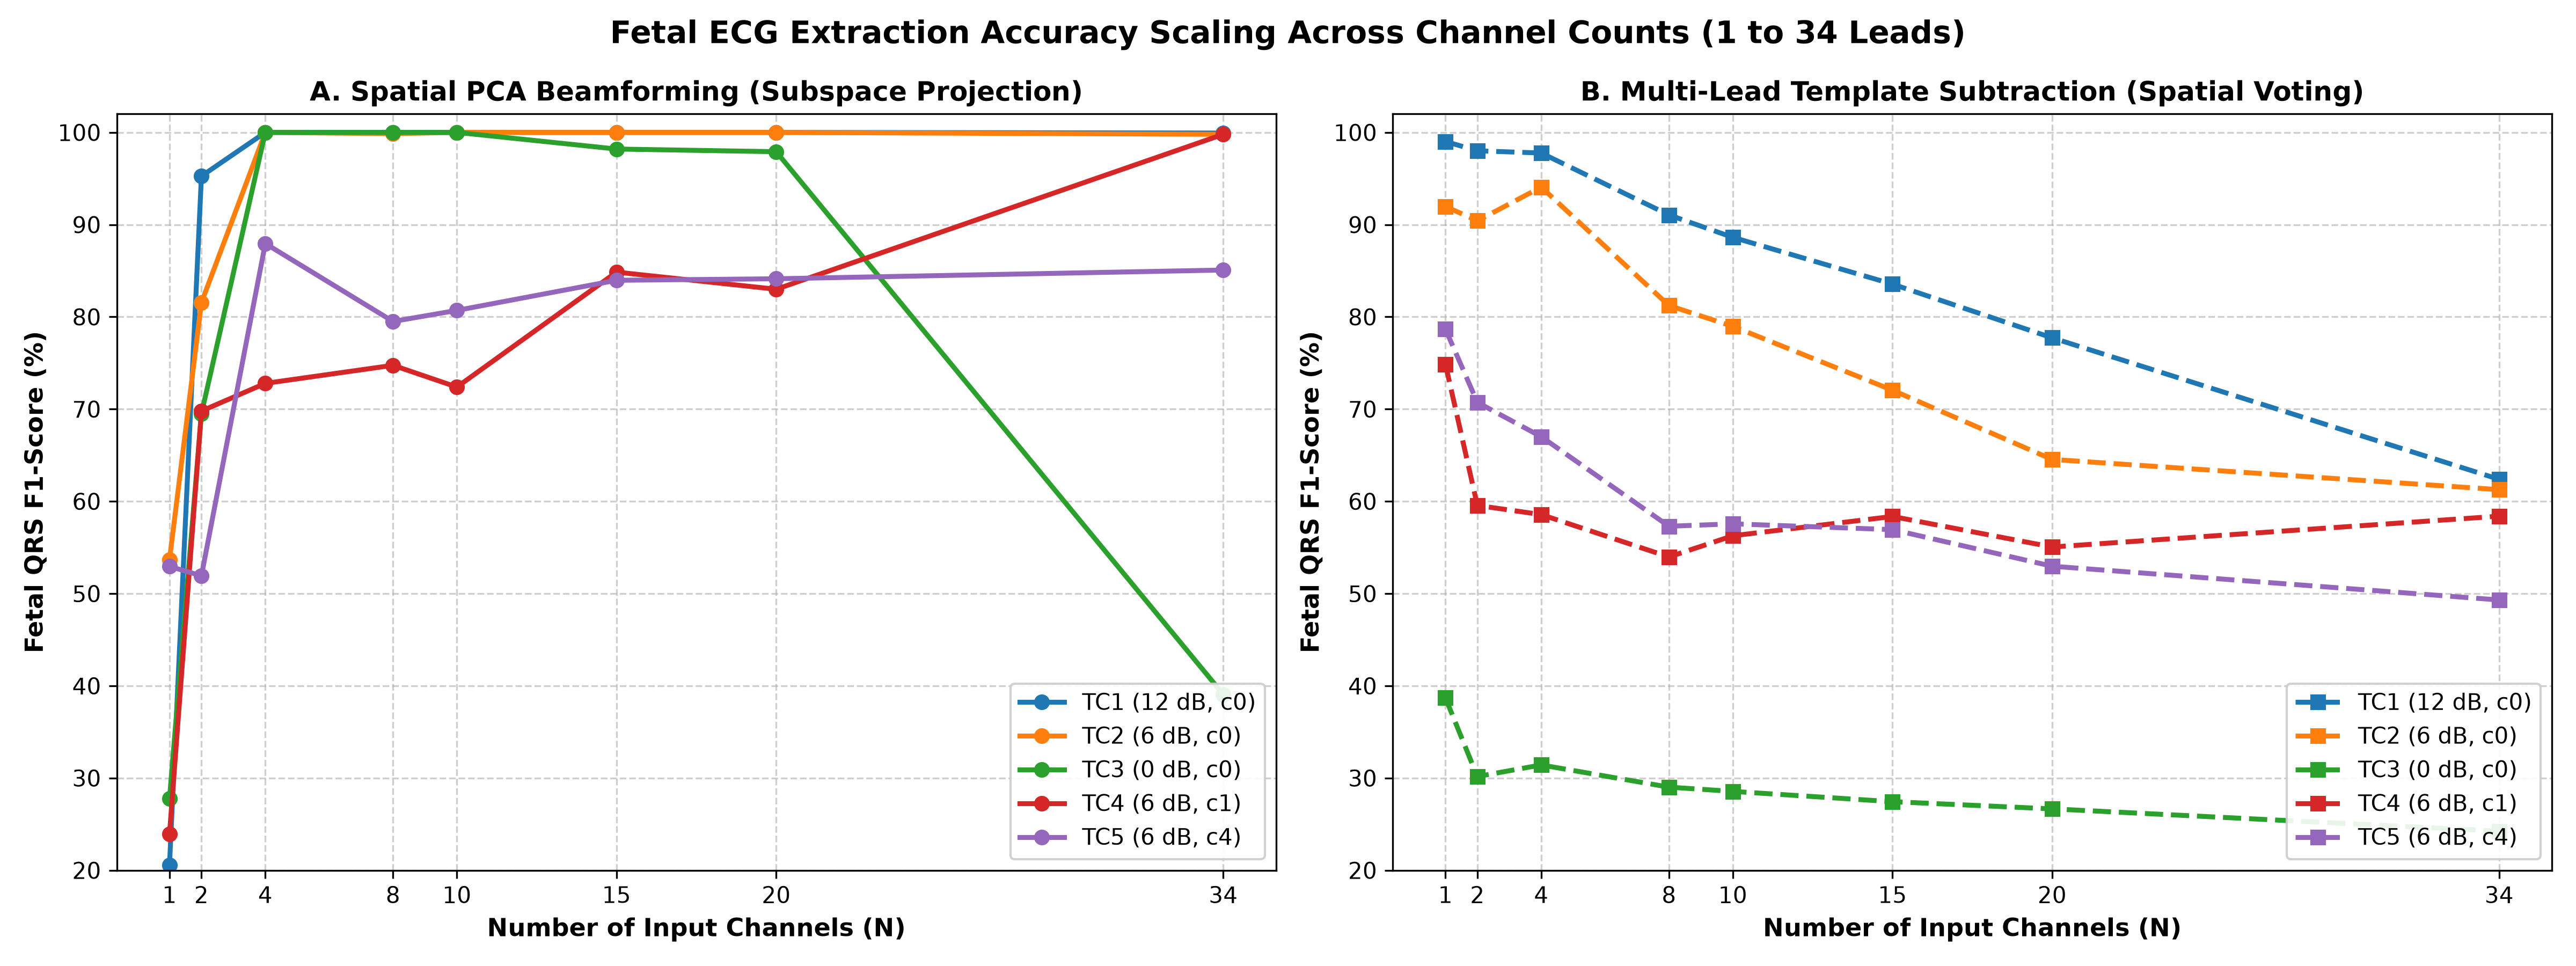 Fetal ECG Extraction Accuracy Scaling Across Channel Counts (1 to 34 Leads)
A. Spatial PCA Beamforming (Subspace Projection)
Fetal QRS F1-Score (%)
100
90
80
70
60
50
40
30
20
1 2 4 8 10 15 20 34
Number of Input Channels (N)
TC1 (12 dB, c0)
TC2 (6 dB, c0)
TC3 (0 dB, c0)
TC4 (6 dB, c1)
TC5 (6 dB, c4)
B. Multi-Lead Template Subtraction (Spatial Voting)
Fetal QRS F1-Score (%)
100
90
80
70
60
50
40
30
20
1 2 4 8 10 15 20 34
Number of Input Channels (N)
TC1 (12 dB, c0)
TC2 (6 dB, c0)
TC3 (0 dB, c0)
TC4 (6 dB, c1)
TC5 (6 dB, c4)